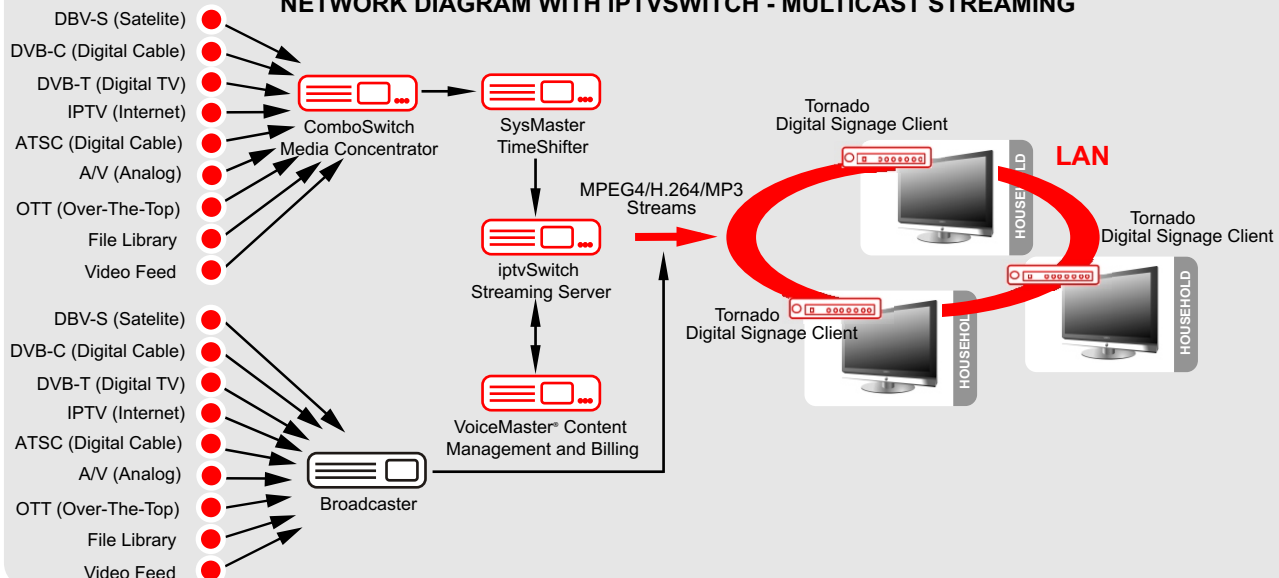 NETWORK DIAGRAM WITH IPTVSWITCH - MULTICAST STREAMING
DBV-S (Satelite)
DVB-C (Digital Cable)
DVB-T (Digital TV)
IPTV (Internet)
ATSC (Digital Cable)
A/V (Analog)
OTT (Over-The-Top)
File Library
Video Feed
ComboSwitch
Media Concentrator
SysMaster
TimeShifter
iptvSwitch
Streaming Server
VoiceMaster® Content
Management and Billing
MPEG4/H.264/MP3
Streams
Tornado
Digital Signage Client
HOUSEHOLD
LAN
Tornado
Digital Signage Client
HOUSEHOLD
Tornado
Digital Signage Client
HOUSEHOLD
DBV-S (Satelite)
DVB-C (Digital Cable)
DVB-T (Digital TV)
IPTV (Internet)
ATSC (Digital Cable)
A/V (Analog)
OTT (Over-The-Top)
File Library
Video Feed
Broadcaster